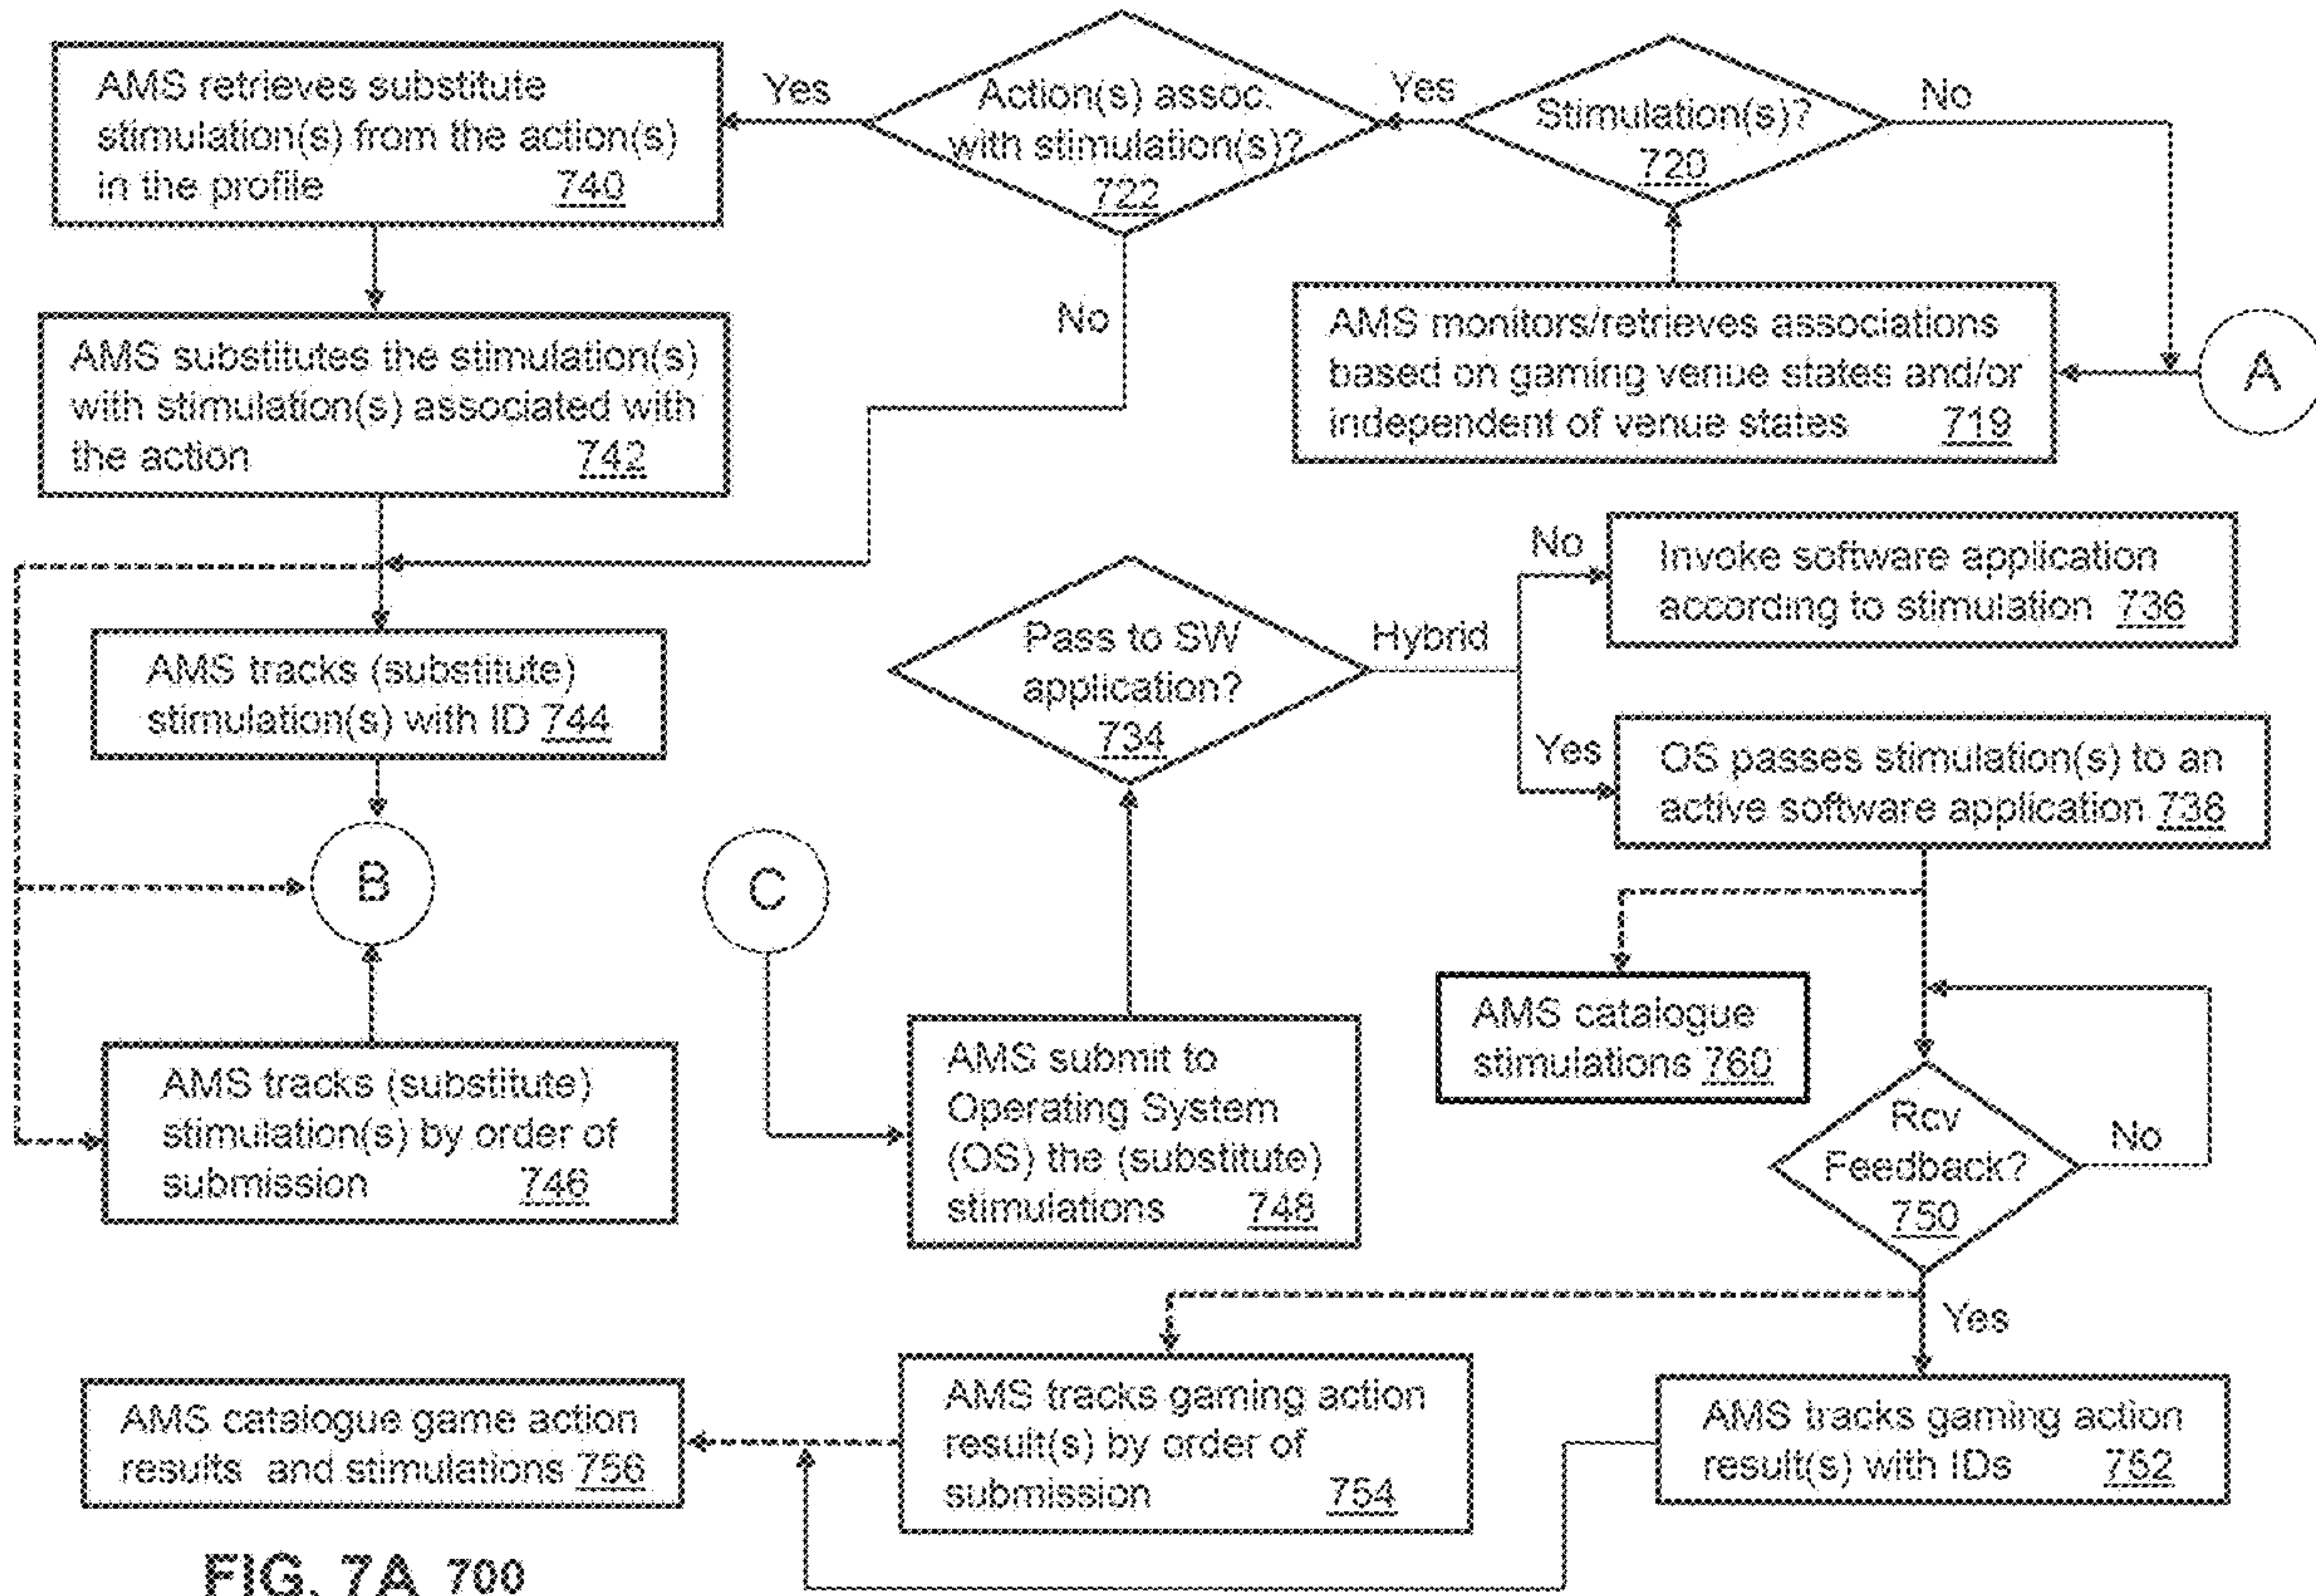 AMS retrieves substitute
stimulation(s) from the action(s)
in the profile 740
Yes
Action(s) assoc.
with stimulation(s)?
722
Yes
Stimulation(s)?
720
No
No
AMS monitors/retrieves associations
based on gaming venue states and/or
independent of venue states 719
A
AMS substitutes the stimulation(s)
with stimulation(s) associated with
the action 742
AMS tracks (substitute)
stimulation(s) with ID 744
B
C
Pass to SW
application?
734
Hybrid
No
Invoke software application
according to stimulation 736
Yes
OS passes stimulation(s) to an
active software application 738
AMS tracks (substitute)
stimulation(s) by order of
submission 746
AMS submit to
Operating System
(OS) the (substitute)
stimulations 748
AMS catalogue
stimulations 760
Rcv
Feedback?
750
No
Yes
AMS catalogue game action
results and stimulations 756
AMS tracks gaming action
result(s) by order of
submission 754
AMS tracks gaming action
result(s) with IDs 752
FIG. 7A 700